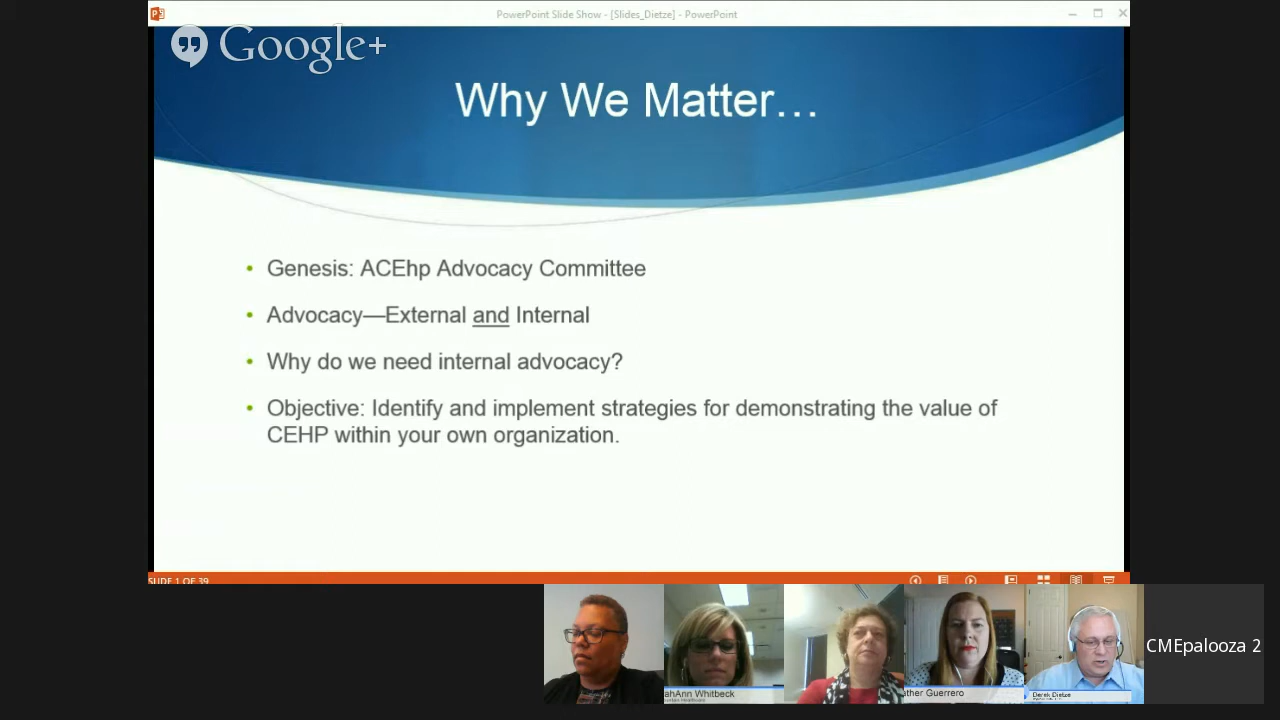 PowerPoint Slide Show - [Slides_Dietze] - PowerPoint
Google+
Why We Matter…
• Genesis: ACEhp Advocacy Committee
• Advocacy—External and Internal
• Why do we need internal advocacy?
• Objective: Identify and implement strategies for demonstrating the value of
CEHP within your own organization.
SLIDE 1 OF 39
ahAnn Whitbeck
ther Guerrero
Derek Dietze
CMEpalooza 2